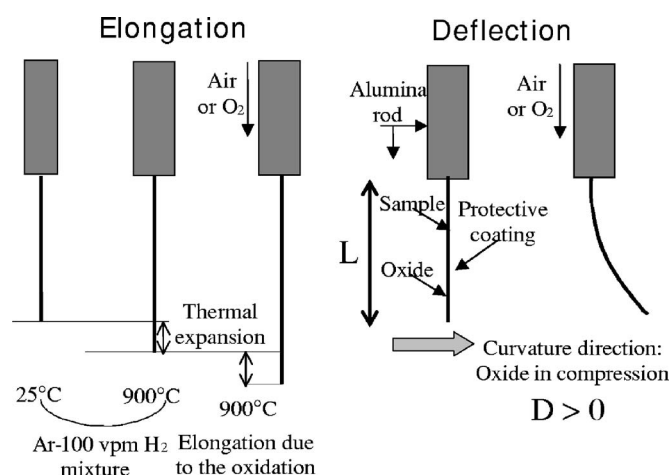 Elongation
Air
or O₂
Thermal
expansion
25°C
900°C
900°C
Ar-100 vpm H₂
mixture
Elongation due
to the oxidation
Deflection
Alumina
rod
Air
or O₂
Sample
Protective
coating
L
Oxide
Curvature direction:
Oxide in compression
D > 0